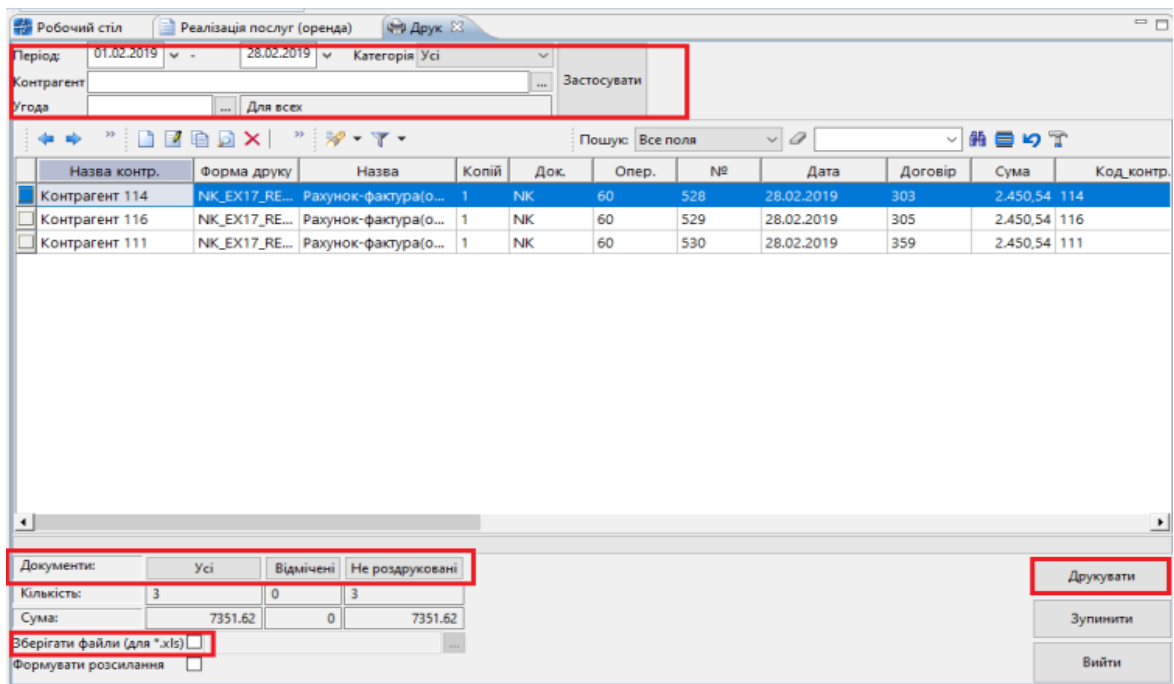 Робочий стіл Реалізація послуг (оренда) Друк
Період: 01.02.2019 - 28.02.2019 Категорія Усі
Контрагент ... Застосувати
Угода ... Для всех
Пошук: Все поля
Назва контр. Форма друку Назва Копій Док. Опер. № Дата Договір Сума Код_контр.
Контрагент 114 NK_EX17_RE... Рахунок-фактура(о... 1 NK 60 528 28.02.2019 303 2.450,54 114
Контрагент 116 NK_EX17_RE... Рахунок-фактура(о... 1 NK 60 529 28.02.2019 305 2.450,54 116
Контрагент 111 NK_EX17_RE... Рахунок-фактура(о... 1 NK 60 530 28.02.2019 359 2.450,54 111
Документи: Усі Відмічені Не роздруковані
Друкувати
Кількість: 3 0 3
Сума: 7351.62 0 7351.62
Зупинити
Зберігати файли (для *.xls) ...
Формувати розсилання
Вийти